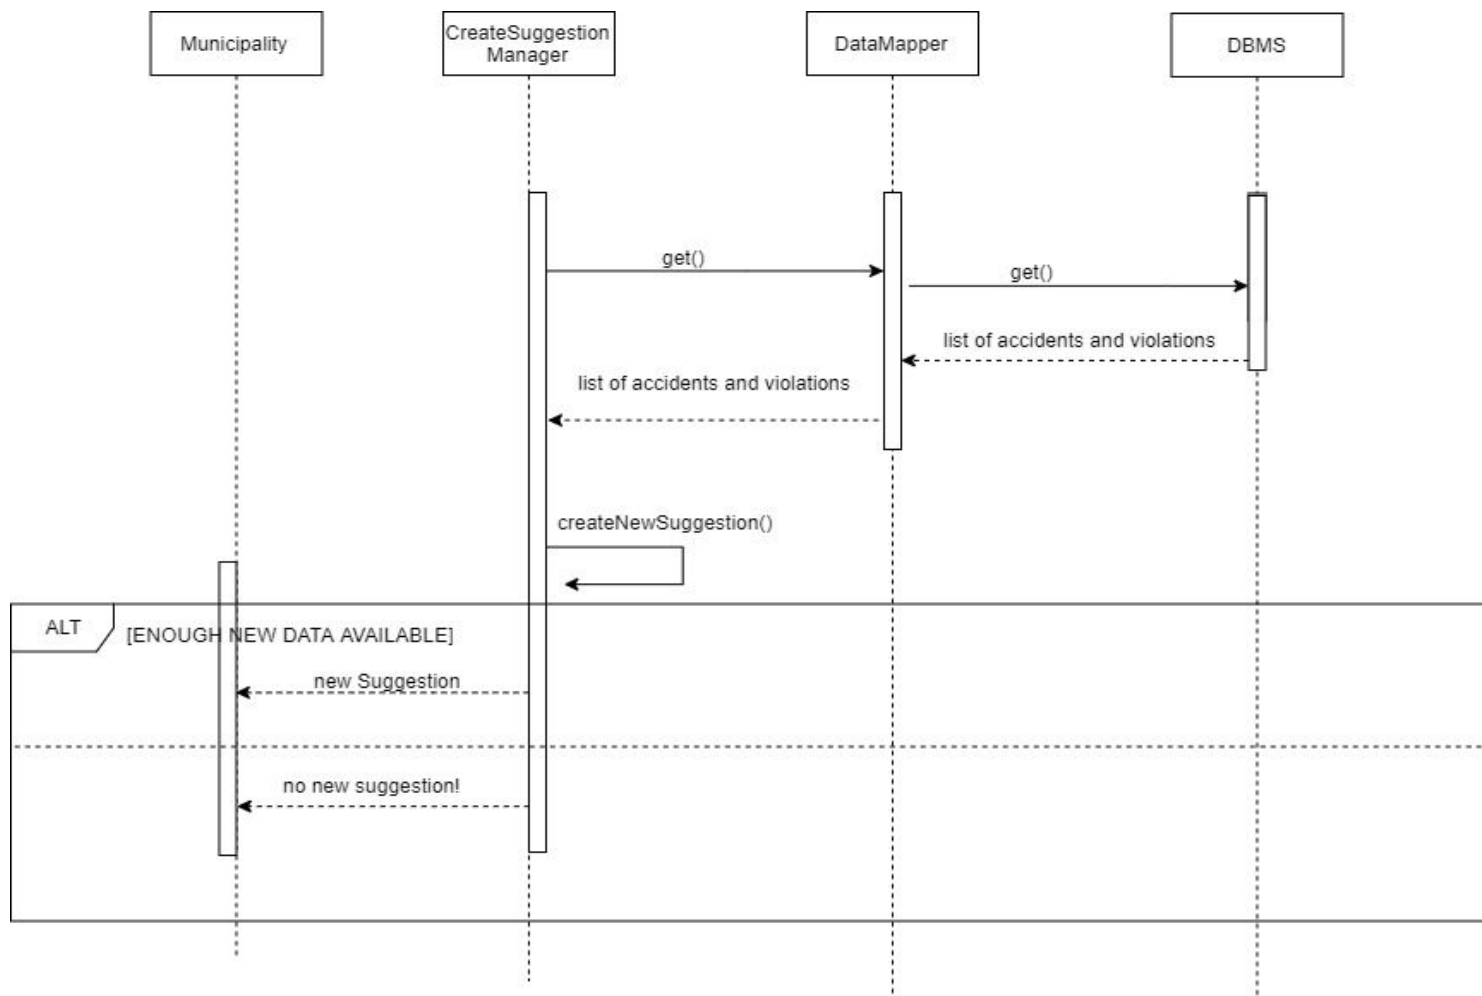 Municipality
CreateSuggestion
Manager
DataMapper
DBMS
get()
get()
list of accidents and violations
list of accidents and violations
createNewSuggestion()
ALT
[ENOUGH NEW DATA AVAILABLE]
new Suggestion
no new suggestion!